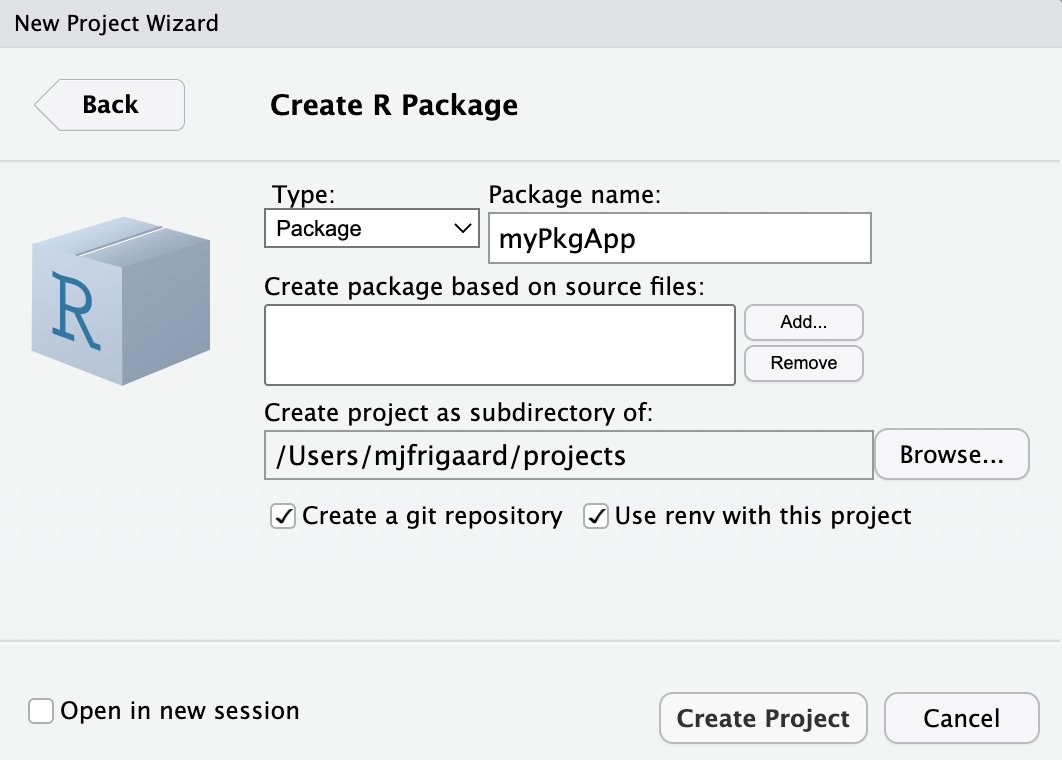 New Project Wizard
Back
Create R Package
R
Type:
Package name:
Package
myPkgApp
Create package based on source files:
Add...
Remove
Create project as subdirectory of:
/Users/mjfrigaard/projects
Browse...
Create a git repository
Use renv with this project
Open in new session
Create Project
Cancel